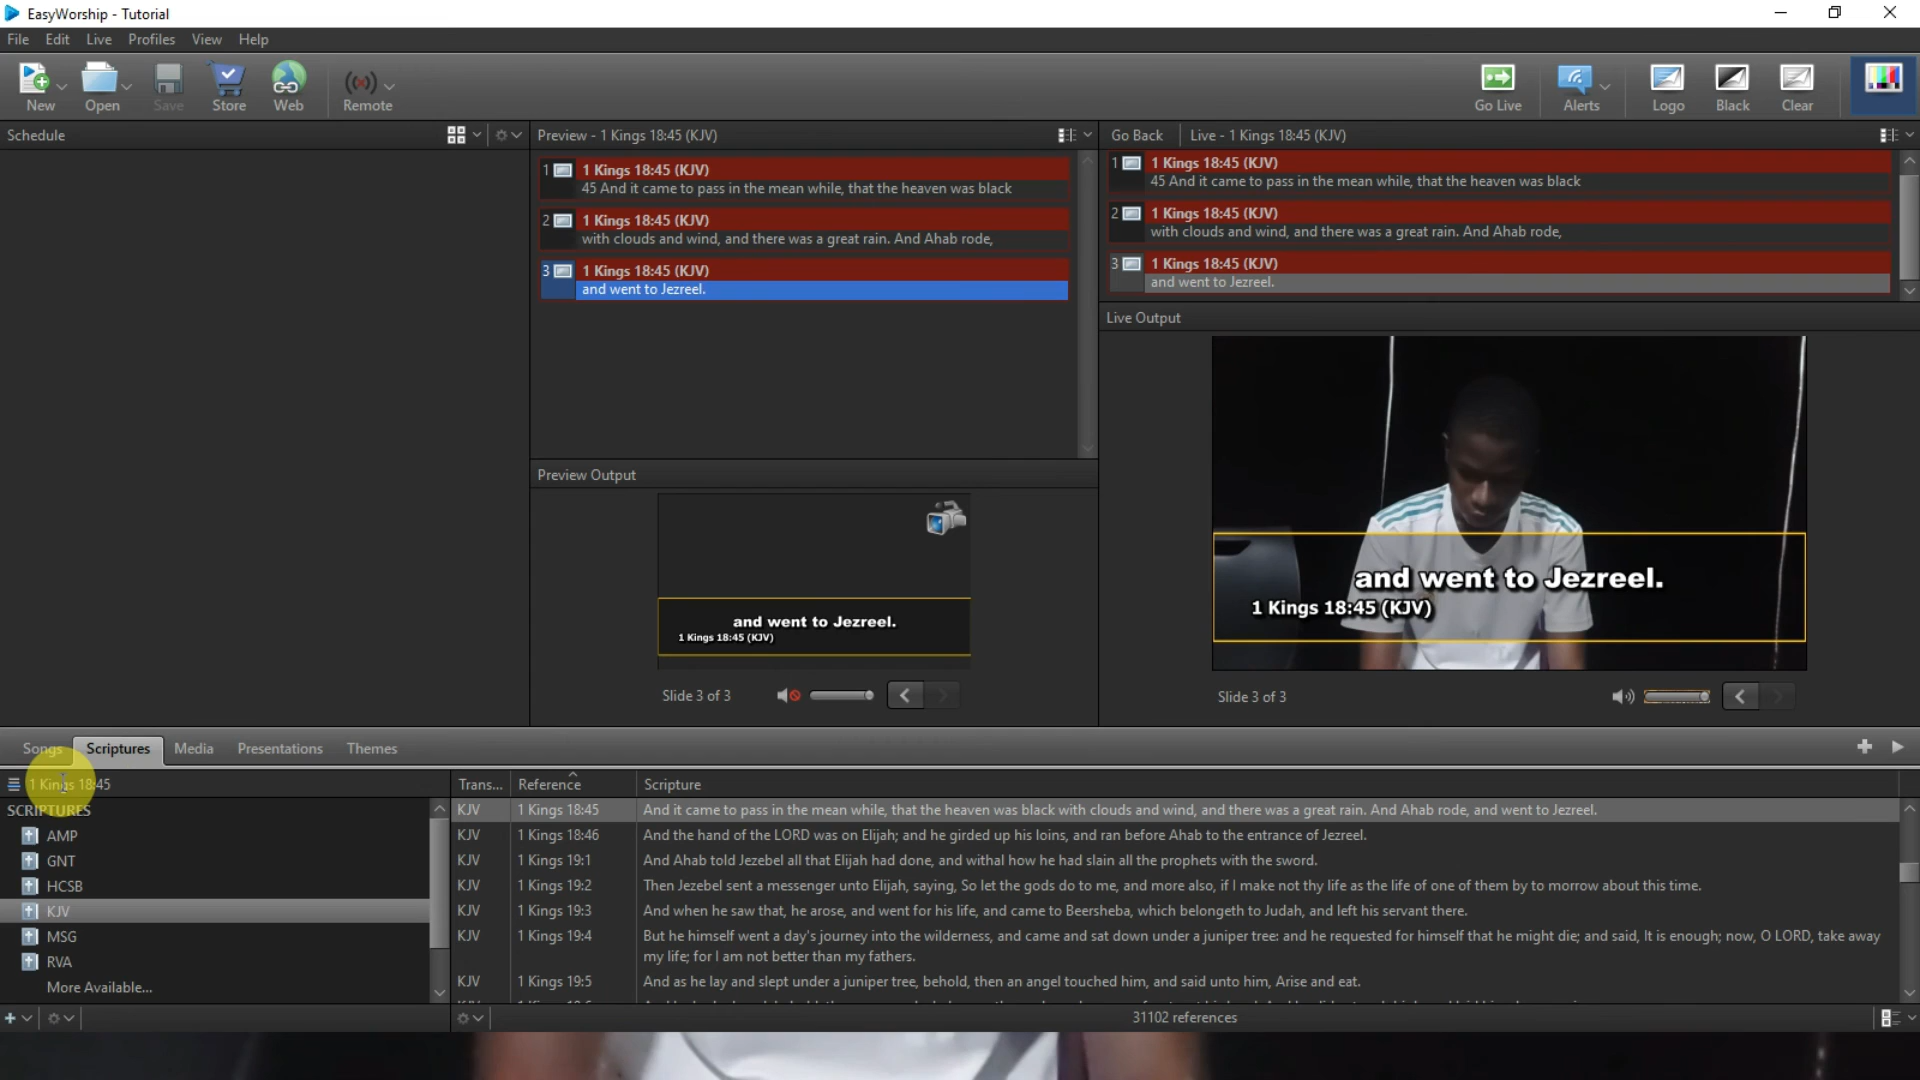 EasyWorship - Tutorial
File Edit Live Profiles View Help
New Open Save Store Web Remote Go Live Alerts Logo Black Clear
Schedule
Preview - 1 Kings 18:45 (KJV)
1 1 Kings 18:45 (KJV)
45 And it came to pass in the mean while, that the heaven was black
2 1 Kings 18:45 (KJV)
with clouds and wind, and there was a great rain. And Ahab rode,
3 1 Kings 18:45 (KJV)
and went to Jezreel.
Preview Output
and went to Jezreel.
1 Kings 18:45 (KJV)
Slide 3 of 3
Go Back Live - 1 Kings 18:45 (KJV)
1 1 Kings 18:45 (KJV)
45 And it came to pass in the mean while, that the heaven was black
2 1 Kings 18:45 (KJV)
with clouds and wind, and there was a great rain. And Ahab rode,
3 1 Kings 18:45 (KJV)
and went to Jezreel.
Live Output
and went to Jezreel.
1 Kings 18:45 (KJV)
Slide 3 of 3
Songs Scriptures Media Presentations Themes
1 Kings 18:45
SCRIPTURES
AMP
GNT
HCSB
KJV
MSG
RVA
More Available...
Trans... Reference Scripture
KJV 1 Kings 18:45 And it came to pass in the mean while, that the heaven was black with clouds and wind, and there was a great rain. And Ahab rode, and went to Jezreel.
KJV 1 Kings 18:46 And the hand of the LORD was on Elijah; and he girded up his loins, and ran before Ahab to the entrance of Jezreel.
KJV 1 Kings 19:1 And Ahab told Jezebel all that Elijah had done, and withal how he had slain all the prophets with the sword.
KJV 1 Kings 19:2 Then Jezebel sent a messenger unto Elijah, saying, So let the gods do to me, and more also, if I make not thy life as the life of one of them by to morrow about this time.
KJV 1 Kings 19:3 And when he saw that, he arose, and went for his life, and came to Beersheba, which belongeth to Judah, and left his servant there.
KJV 1 Kings 19:4 But he himself went a day's journey into the wilderness, and came and sat down under a juniper tree: and he requested for himself that he might die; and said, It is enough; now, O LORD, take away
my life; for I am not better than my fathers.
KJV 1 Kings 19:5 And as he lay and slept under a juniper tree, behold, then an angel touched him, and said unto him, Arise and eat.
31102 references